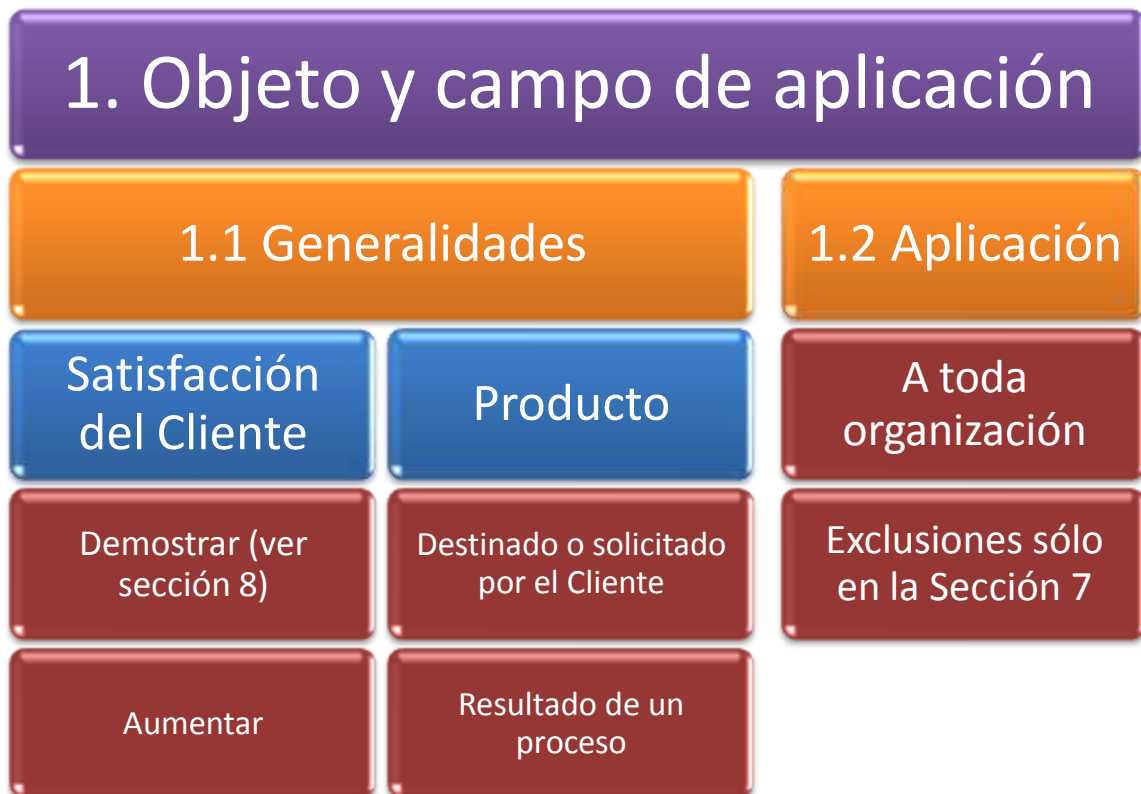 1. Objeto y campo de aplicación
1.1 Generalidades
1.2 Aplicación
Satisfacción
del Cliente
Producto
A toda
organización
Demostrar (ver
sección 8)
Destinado o solicitado
por el Cliente
Exclusiones sólo
en la Sección 7
Aumentar
Resultado de un
proceso